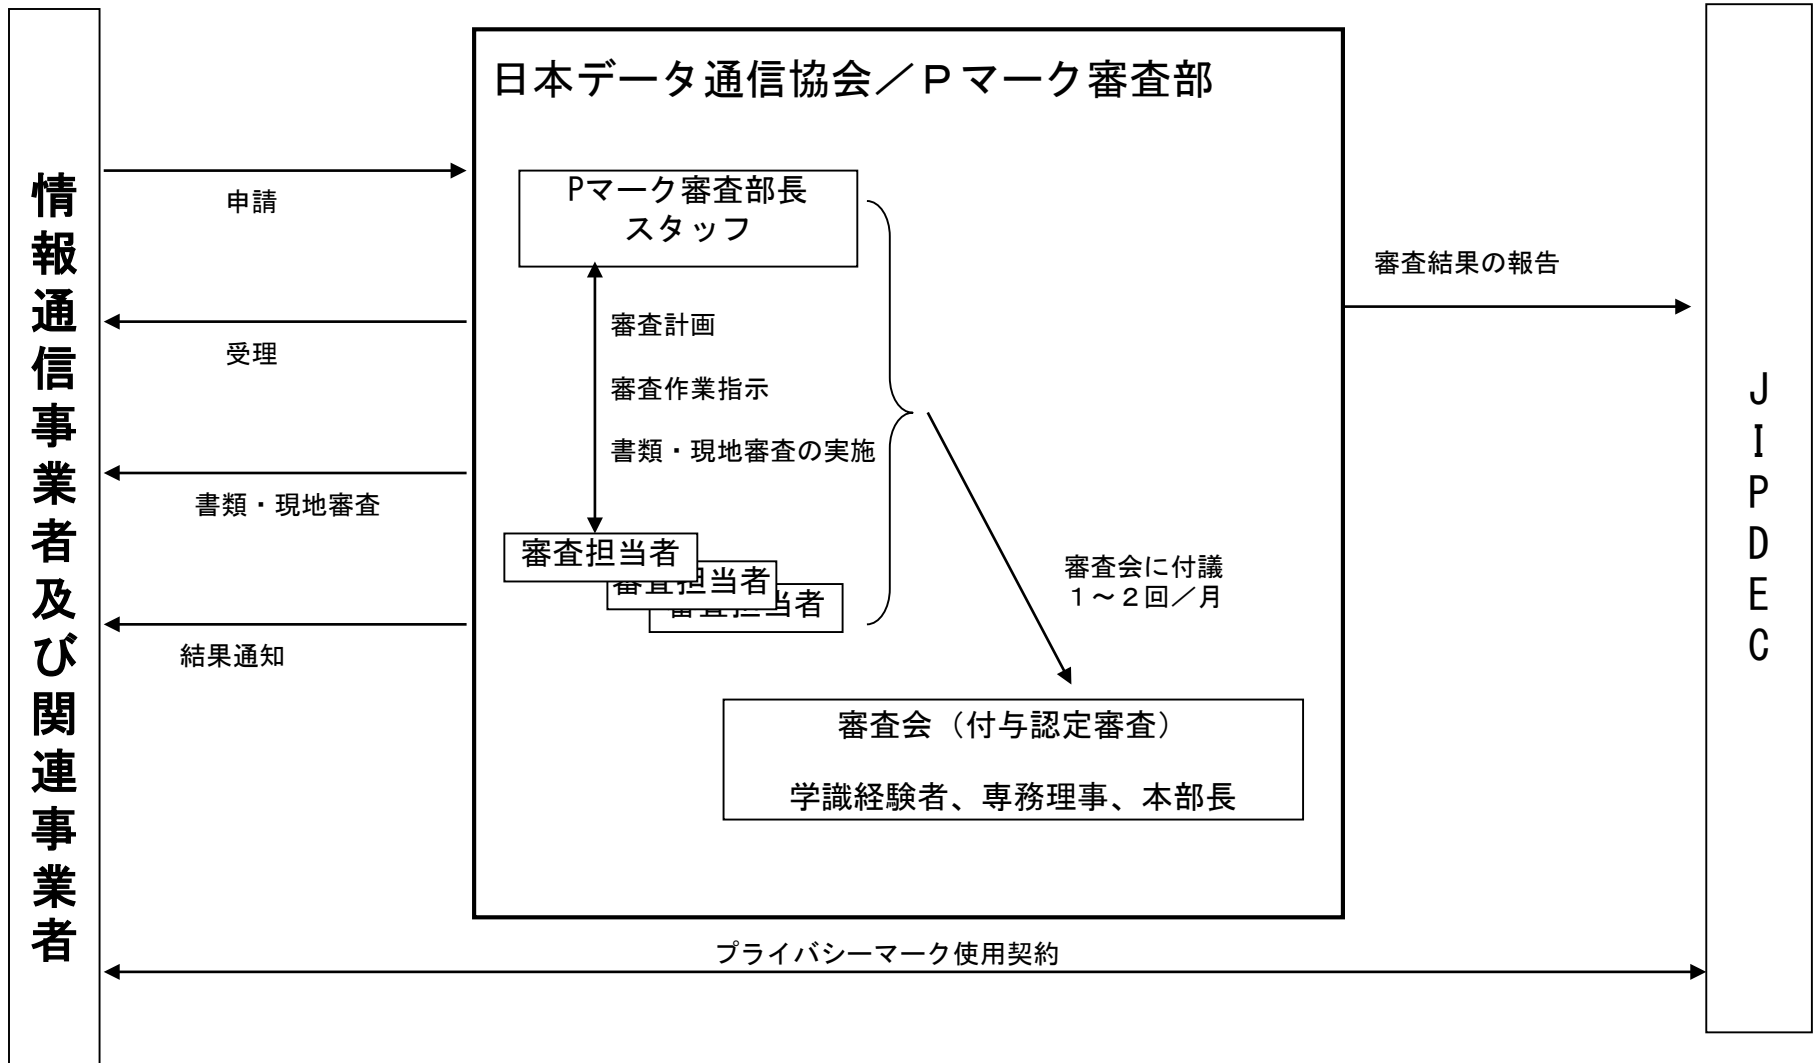 情報通信事業者及び関連事業者
日本データ通信協会／Ｐマーク審査部
申請
受理
書類・現地審査
結果通知
Pマーク審査部長
スタッフ
審査計画
審査作業指示
書類・現地審査の実施
審査担当者
審査担当者
審査担当者
審査会に付議
１～２回／月
審査会（付与認定審査）
学識経験者、専務理事、本部長
審査結果の報告
JIPDEC
プライバシーマーク使用契約